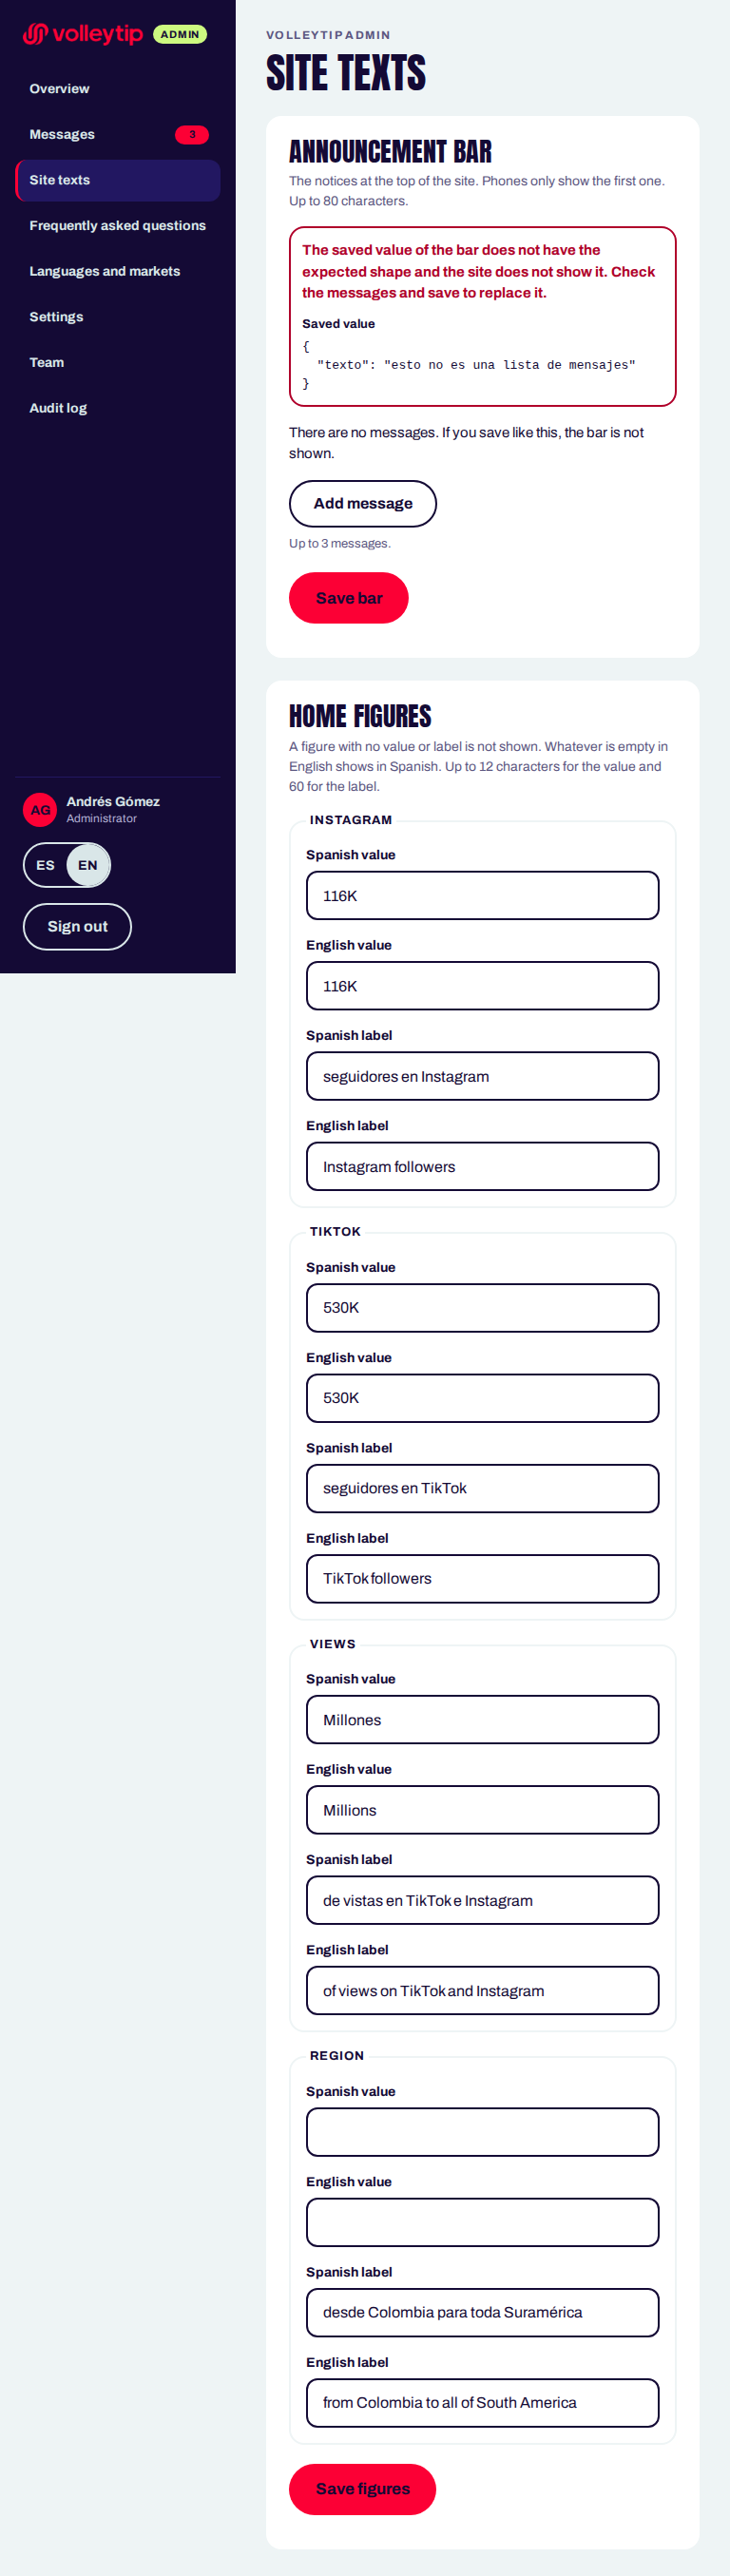 volleytip ADMIN
Overview
Messages 3
Site texts
Frequently asked questions
Languages and markets
Settings
Team
Audit log
AG Andrés Gómez
Administrator
ES EN
Sign out
VOLLEYTIP ADMIN
SITE TEXTS
ANNOUNCEMENT BAR
The notices at the top of the site. Phones only show the first one.
Up to 80 characters.
The saved value of the bar does not have the
expected shape and the site does not show it. Check
the messages and save to replace it.
Saved value
{
"texto": "esto no es una lista de mensajes"
}
There are no messages. If you save like this, the bar is not
shown.
Add message
Up to 3 messages.
Save bar
HOME FIGURES
A figure with no value or label is not shown. Whatever is empty in
English shows in Spanish. Up to 12 characters for the value and
60 for the label.
INSTAGRAM
Spanish value
116K
English value
116K
Spanish label
seguidores en Instagram
English label
Instagram followers
TIKTOK
Spanish value
530K
English value
530K
Spanish label
seguidores en TikTok
English label
TikTok followers
VIEWS
Spanish value
Millones
English value
Millions
Spanish label
de vistas en TikTok e Instagram
English label
of views on TikTok and Instagram
REGION
Spanish value
English value
Spanish label
desde Colombia para toda Suramérica
English label
from Colombia to all of South America
Save figures